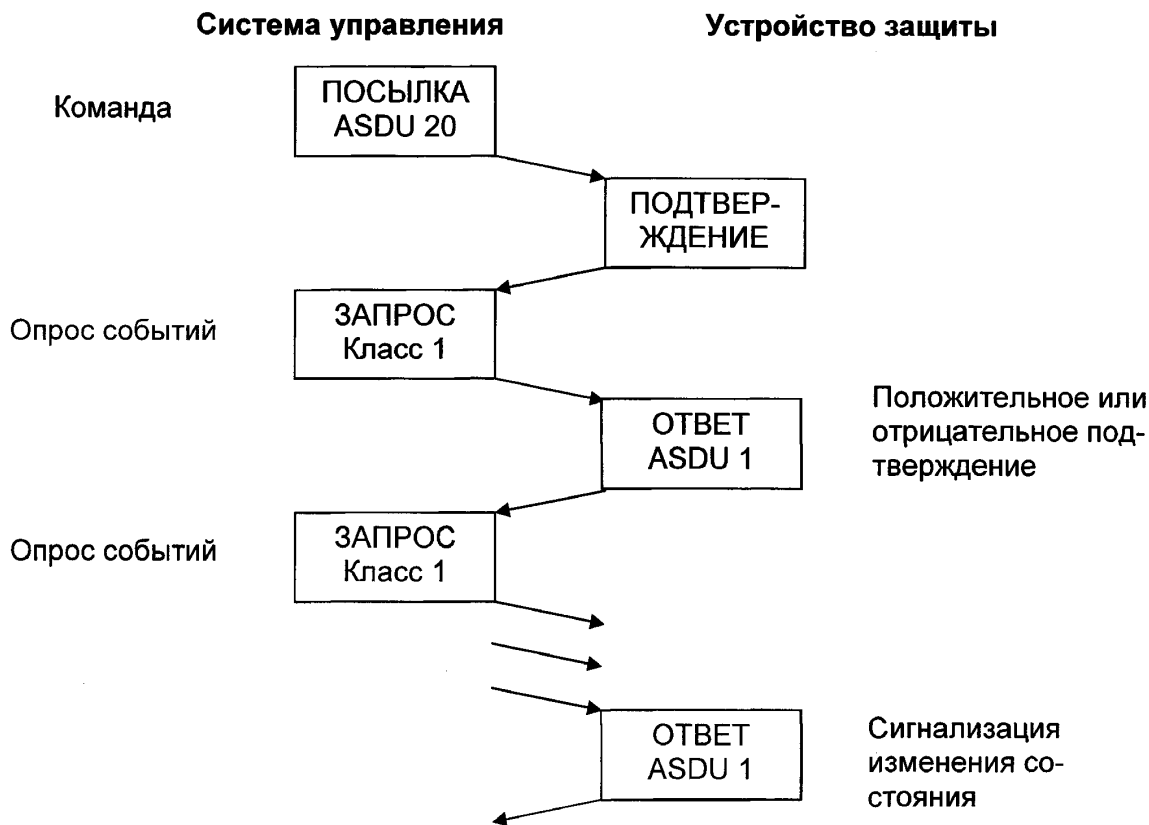 Система управления
Устройство защиты
Команда
ПОСЫЛКА
ASDU 20
ПОДТВЕР-
ЖДЕНИЕ
Опрос событий
ЗАПРОС
Класс 1
ОТВЕТ
ASDU 1
Положительное или
отрицательное под-
тверждение
Опрос событий
ЗАПРОС
Класс 1
ОТВЕТ
ASDU 1
Сигнализация
изменения со-
стояния